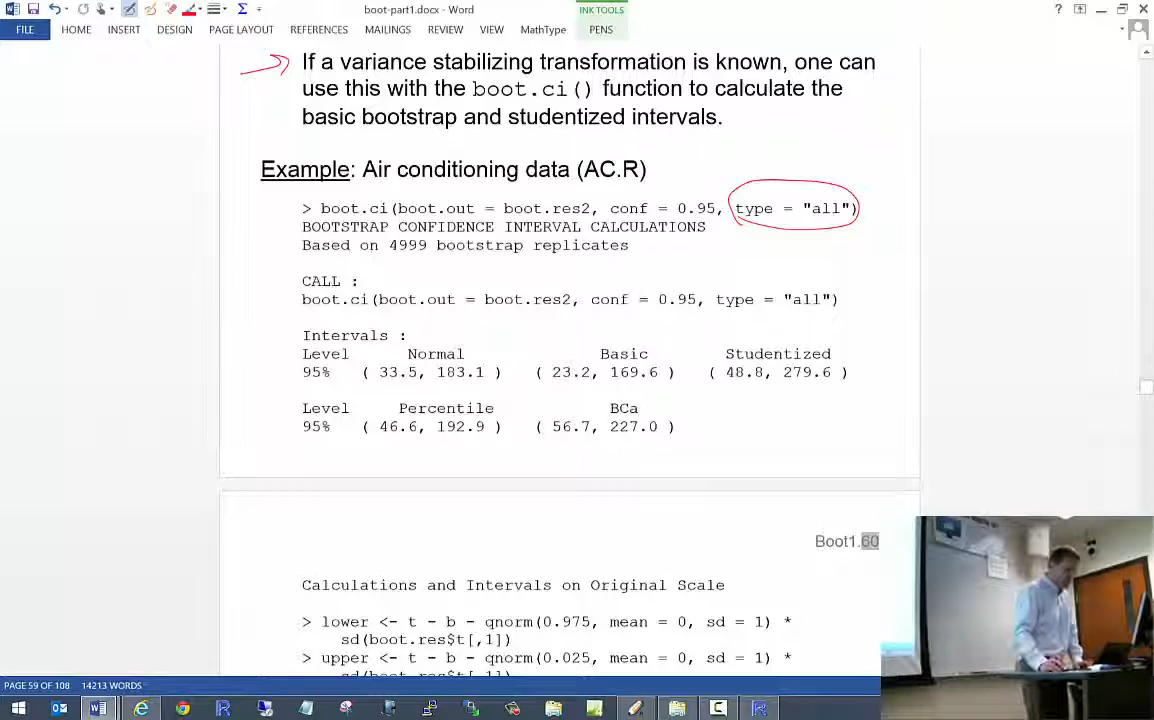 boot-part1.docx - Word
INK TOOLS
FILE HOME INSERT DESIGN PAGE LAYOUT REFERENCES MAILINGS REVIEW VIEW MathType PENS
If a variance stabilizing transformation is known, one can
use this with the boot.ci() function to calculate the
basic bootstrap and studentized intervals.
Example: Air conditioning data (AC.R)
> boot.ci(boot.out = boot.res2, conf = 0.95, type = "all")
BOOTSTRAP CONFIDENCE INTERVAL CALCULATIONS
Based on 4999 bootstrap replicates
CALL :
boot.ci(boot.out = boot.res2, conf = 0.95, type = "all")
Intervals :
Level Normal Basic Studentized
95% ( 33.5, 183.1 ) ( 23.2, 169.6 ) ( 48.8, 279.6 )
Level Percentile BCa
95% ( 46.6, 192.9 ) ( 56.7, 227.0 )
Boot1.60
Calculations and Intervals on Original Scale
> lower <- t - b - qnorm(0.975, mean = 0, sd = 1) *
sd(boot.res$t[,1])
> upper <- t - b - qnorm(0.025, mean = 0, sd = 1) *
sd(boot.res$t[,1])
PAGE 59 OF 108 14213 WORDS